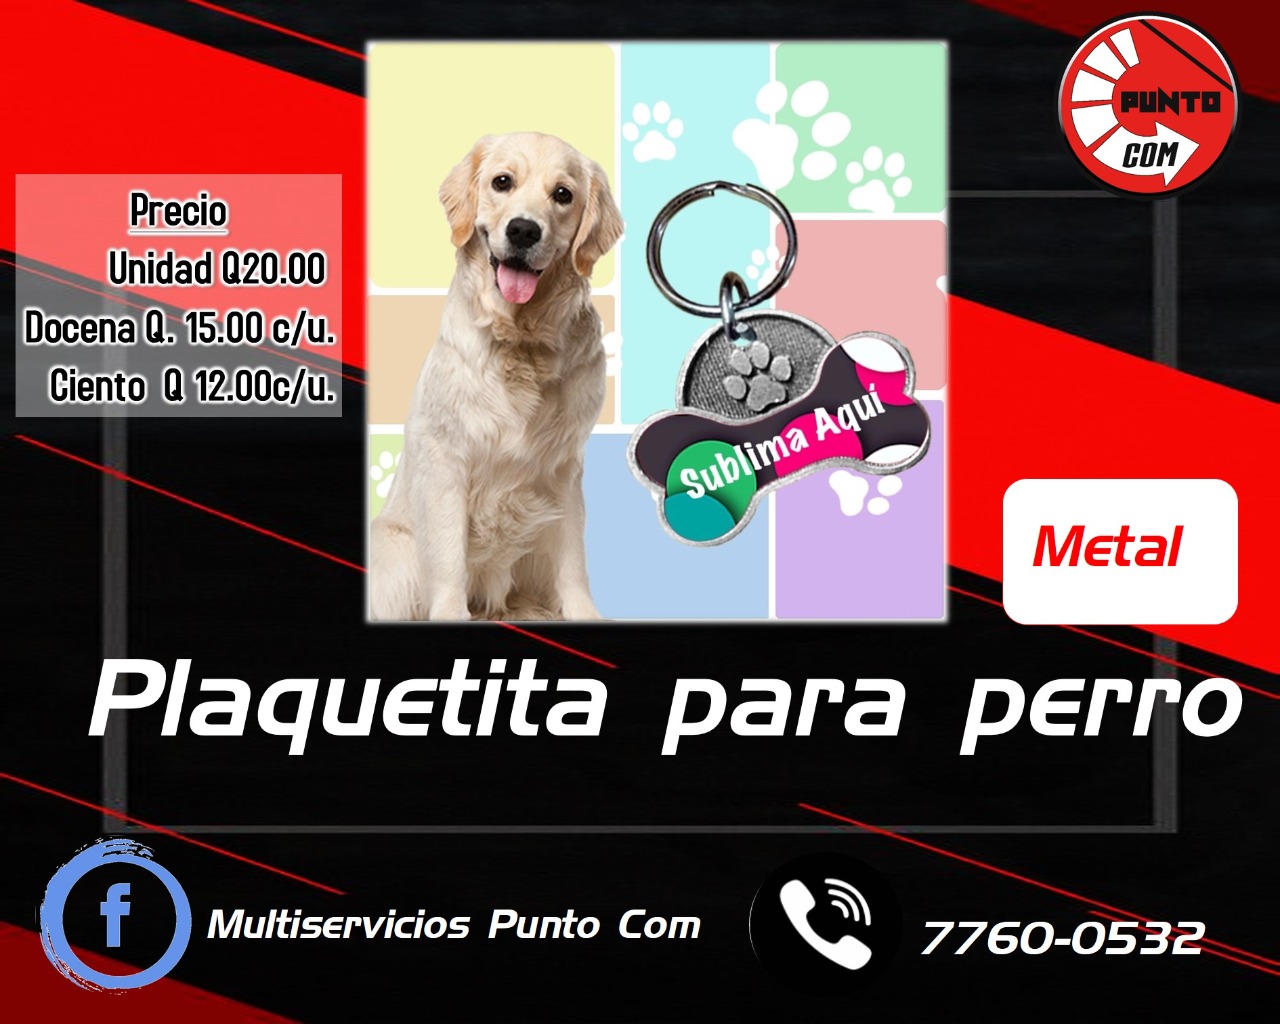 PUNTO
COM
Precio
Unidad Q20.00
Docena Q. 15.00 c/u.
Ciento Q 12.00c/u.
Sublima Aquí
Metal
Plaquetita para perro
f
Multiservicios Punto Com
7760-0532